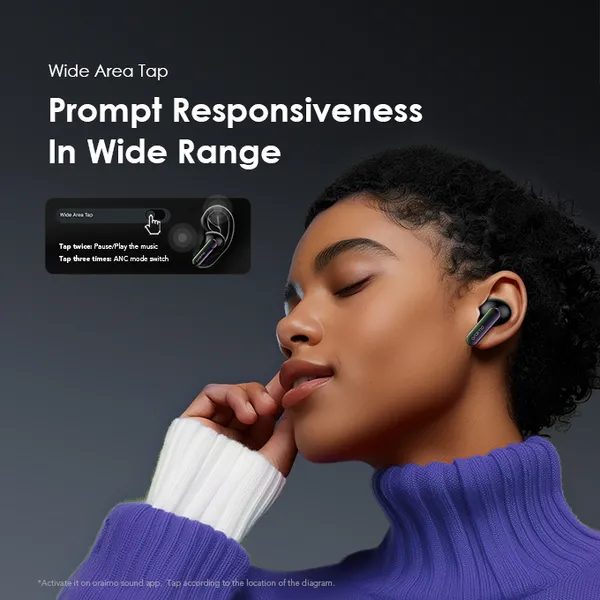 Wide Area Tap
Prompt Responsiveness
In Wide Range
Wide Area Tap
Tap twice: Pause/Play the music
Tap three times: ANC mode switch
oraimo
*Activate it on oraimo sound app. Tap according to the location of the diagram.